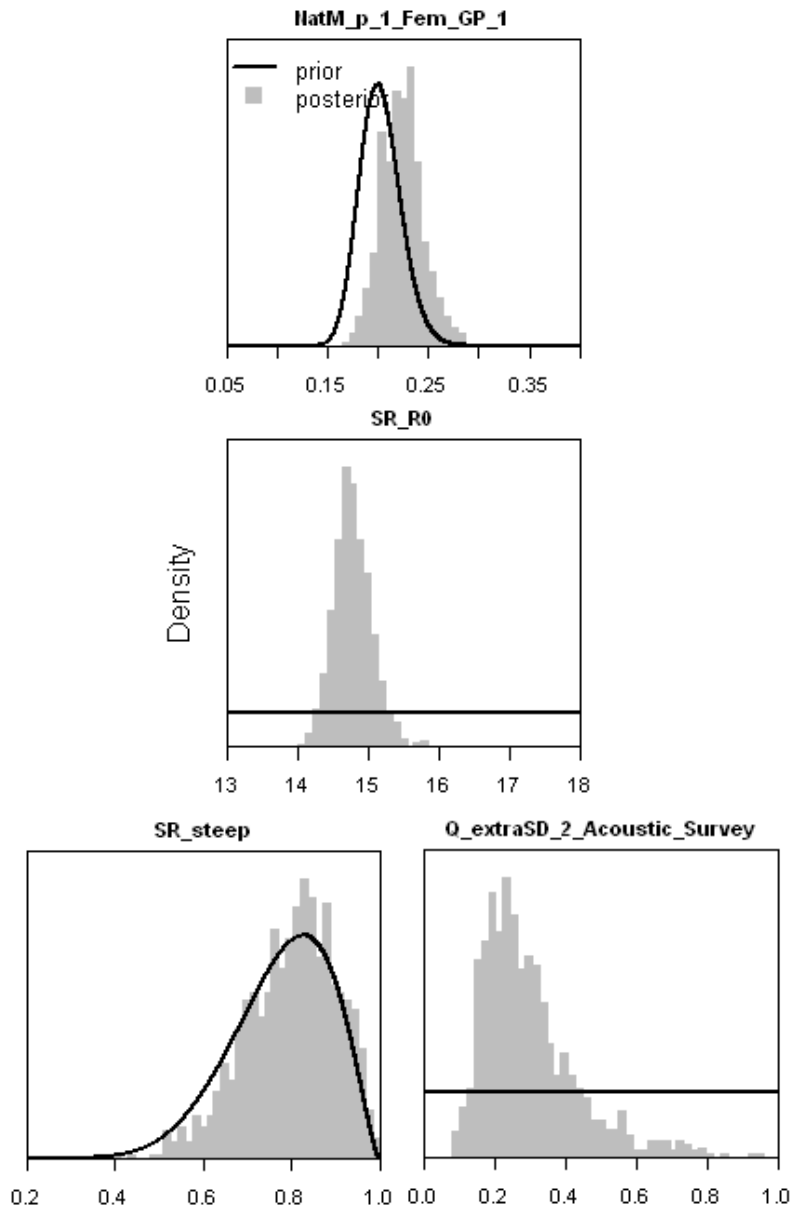 NatM_p_1_Fem_GP_1
prior
posterior
0.05 0.15 0.25 0.35
SR_R0
Density
13 14 15 16 17 18
SR_steep
Q_extraSD_2_Acoustic_Survey
0.2 0.4 0.6 0.8 1.0
0.0 0.2 0.4 0.6 0.8 1.0